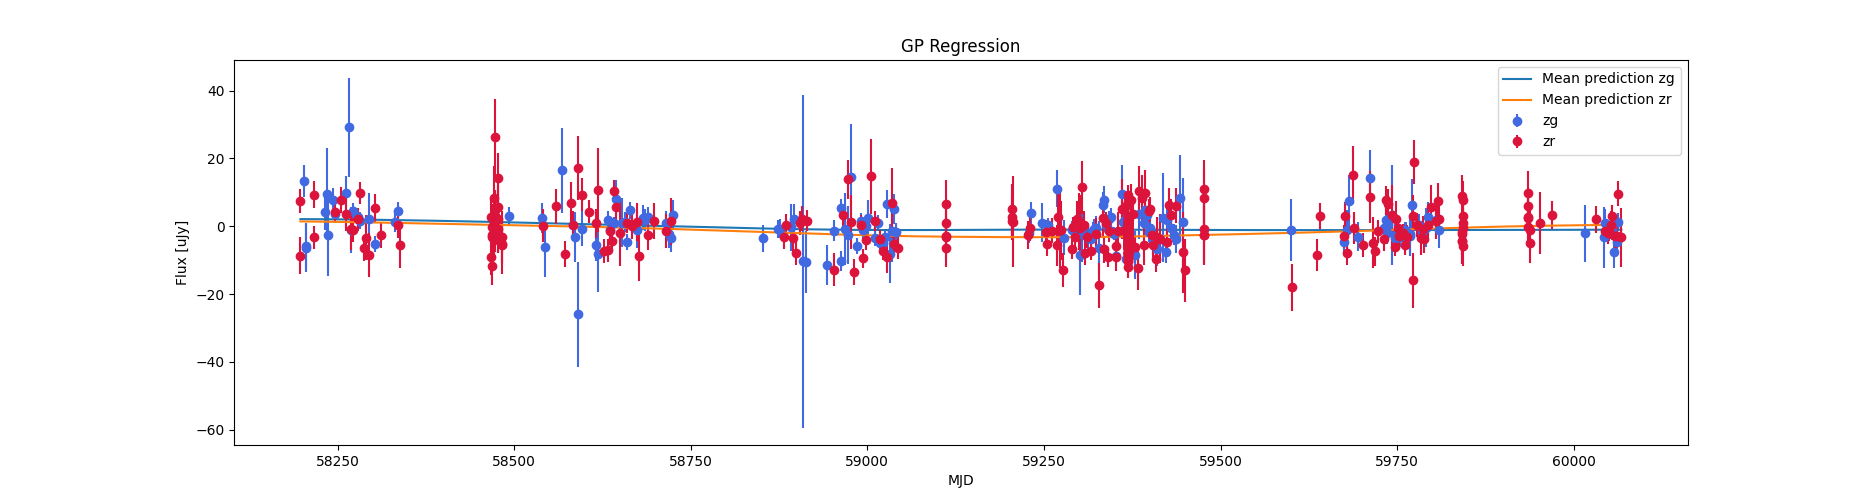 GP Regression
Flux [uJy]
40
20
0
−20
−40
−60
58250
58500
58750
59000
59250
59500
59750
60000
MJD
Mean prediction zg
Mean prediction zr
zg
zr